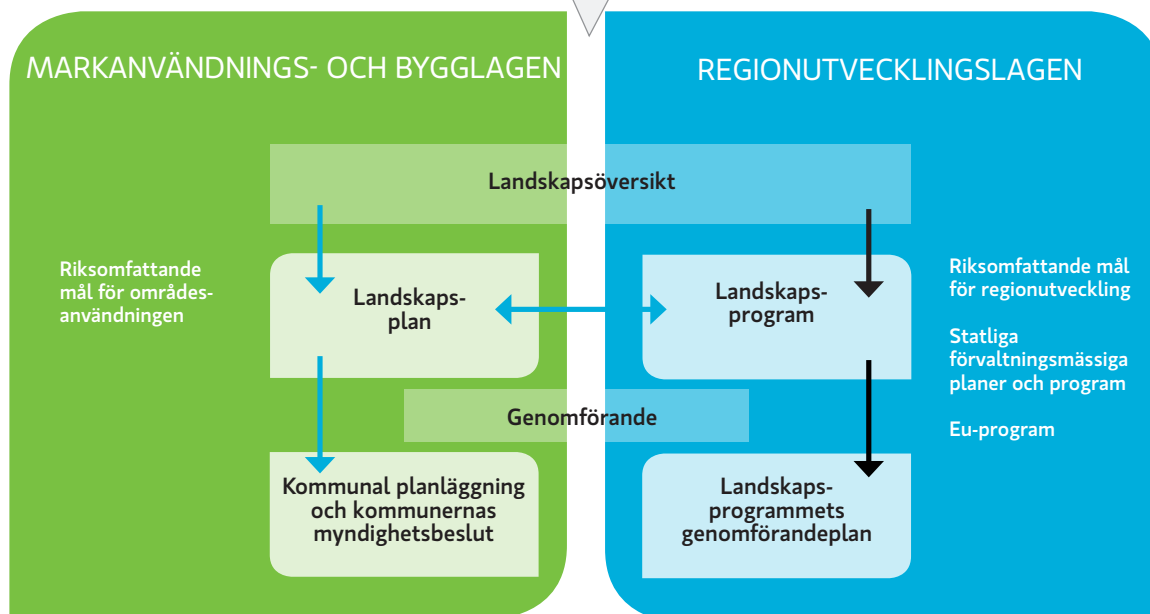 MARKANVÄNDNINGS- OCH BYGGLAGEN
REGIONUTVECKLINGSLAGEN
Landskapsöversikt
Riksomfattande
mål för områdes-
användningen
Landskaps-
plan
Landskaps-
program
Riksomfattande mål
för regionutveckling
Statliga
förvaltningsmässiga
planer och program
Eu-program
Genomförande
Kommunal planläggning
och kommunernas
myndighetsbeslut
Landskaps-
programmets
genomförandeplan